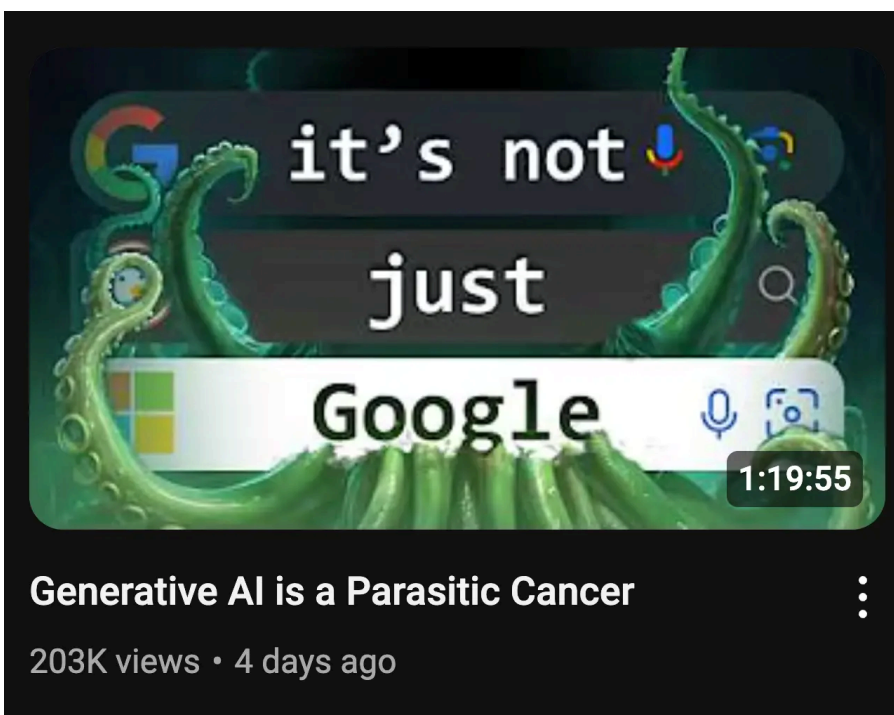 it’s not
just
Google
1:19:55
Generative AI is a Parasitic Cancer
203K views • 4 days ago